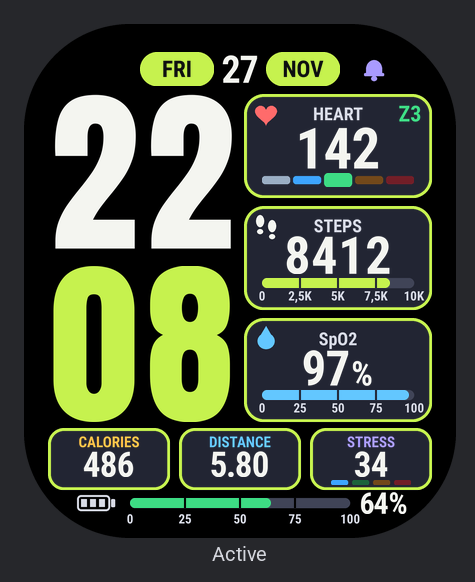 FRI 27 NOV
22
08
HEART Z3
142
STEPS
8412
0 2,5K 5K 7,5K 10K
SpO2
97%
0 25 50 75 100
CALORIES
486
DISTANCE
5.80
STRESS
34
64%
0 25 50 75 100
Active